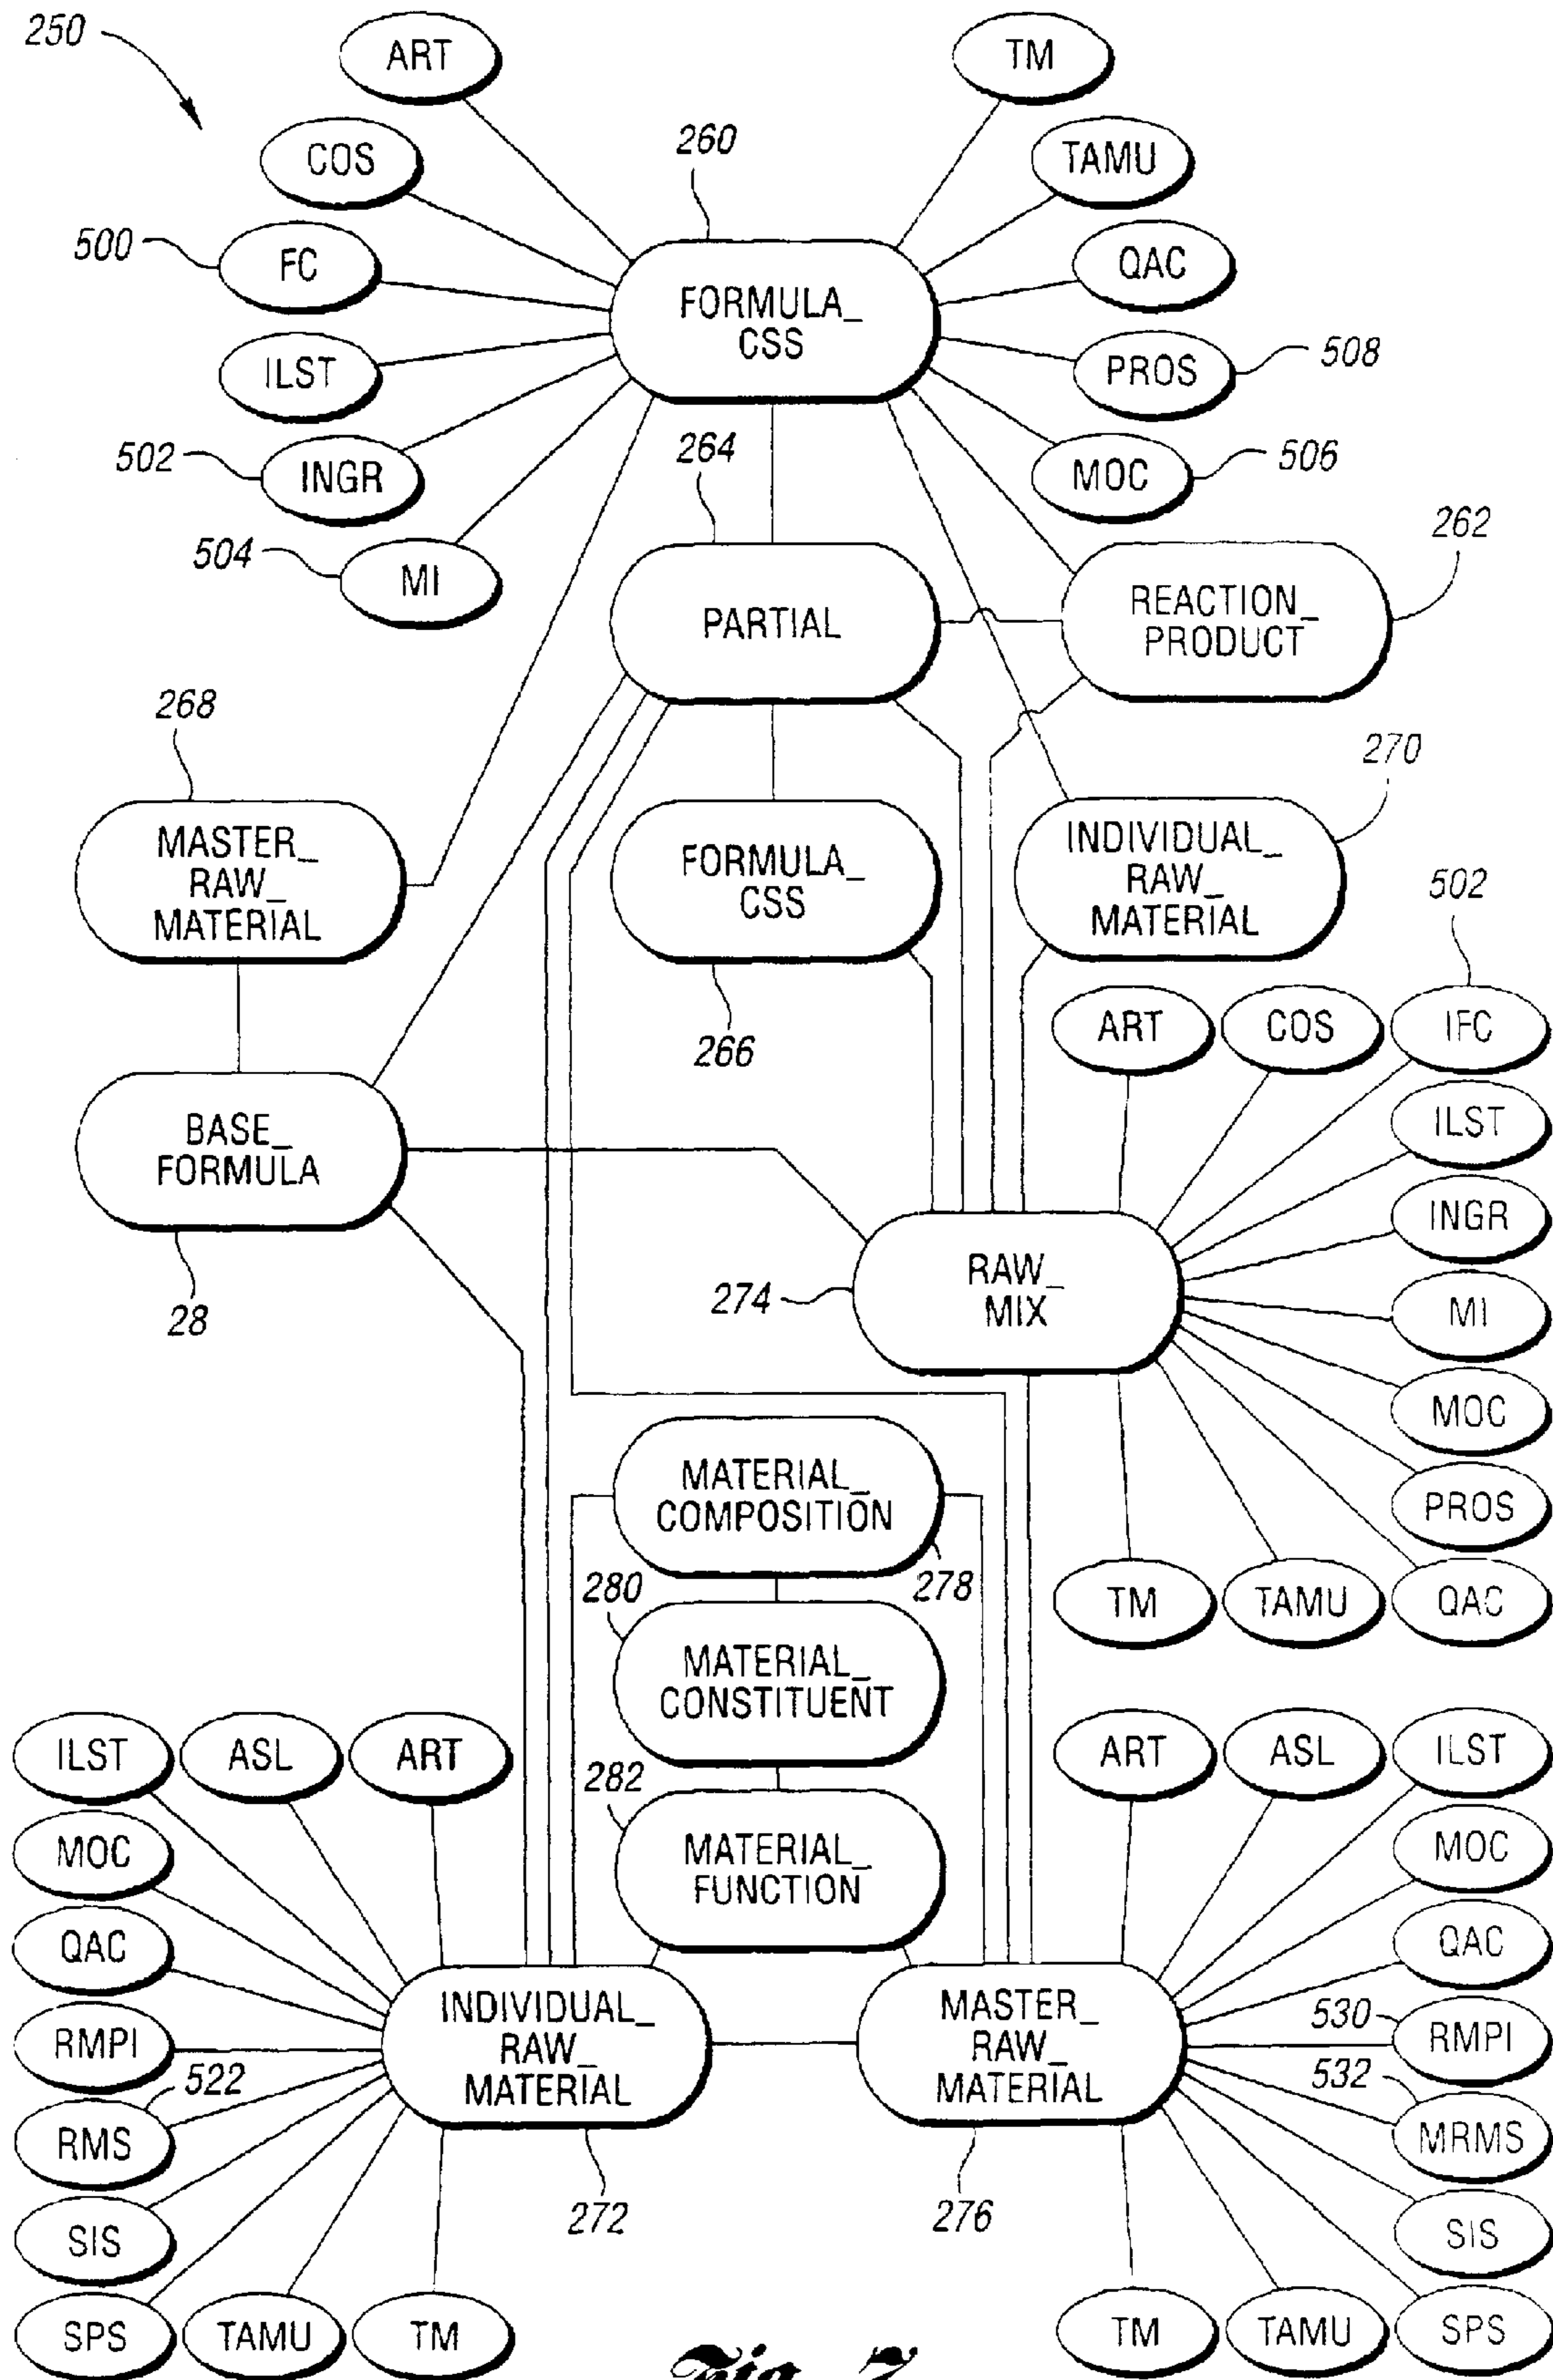 250
ART
TM
COS
260
TAMU
500
FC
QAC
FORMULA_
CSS
ILST
PROS
508
502
INGR
264
MOC
506
504
MI
262
PARTIAL
REACTION_
PRODUCT
268
270
MASTER_
RAW_
MATERIAL
FORMULA_
CSS
INDIVIDUAL_
RAW_
MATERIAL
502
266
ART
COS
IFC
BASE_
FORMULA
ILST
INGR
28
274
RAW_
MIX
MI
MOC
MATERIAL_
COMPOSITION
PROS
280
278
TM
TAMU
QAC
MATERIAL_
CONSTITUENT
ILST
ASL
ART
282
ART
ASL
ILST
MOC
MATERIAL_
FUNCTION
MOC
QAC
QAC
INDIVIDUAL_
RAW_
MATERIAL
MASTER_
RAW_
MATERIAL
530
RMPI
RMPI
522
532
RMS
MRMS
272
276
SIS
SIS
SPS
TAMU
TM
TM
TAMU
SPS
Fig. 7